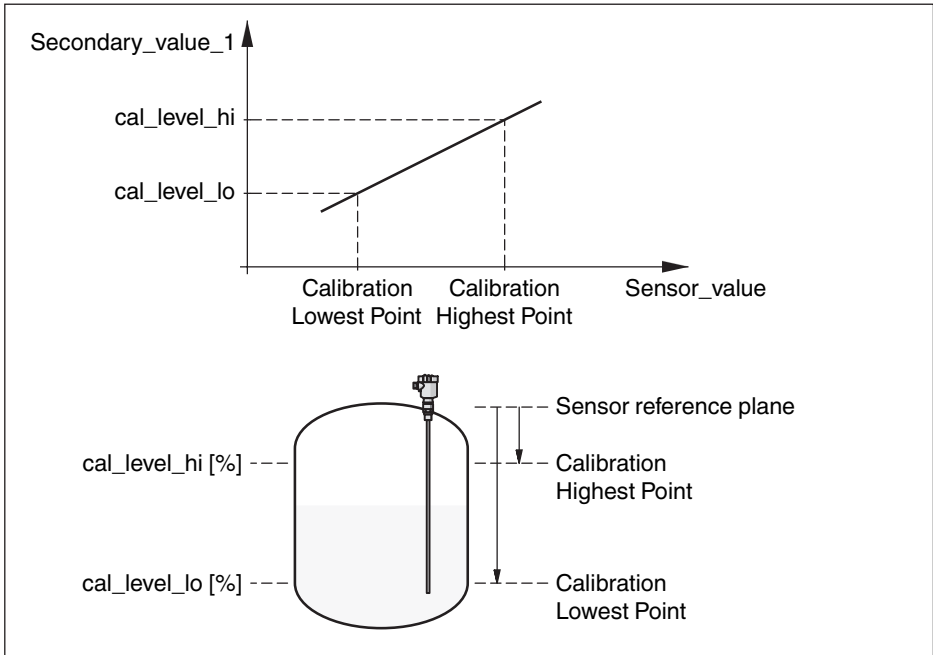 Secondary_value_1
cal_level_hi
cal_level_lo
Calibration
Lowest Point
Calibration
Highest Point
Sensor_value
Sensor reference plane
cal_level_hi [%]
Calibration
Highest Point
cal_level_lo [%]
Calibration
Lowest Point